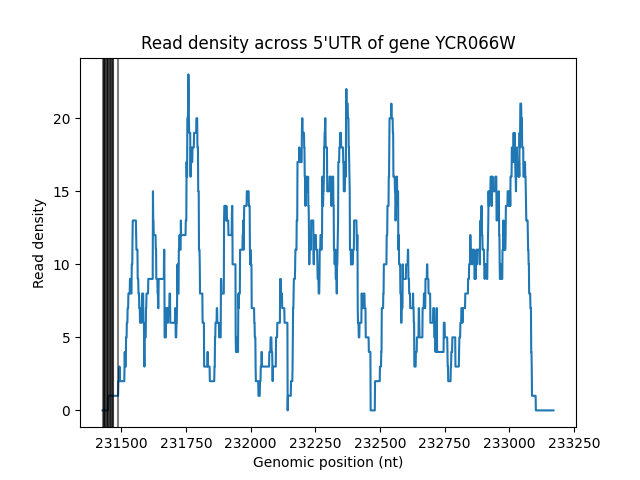 Read density across 5'UTR of gene YCR066W
Read density
20
15
10
5
0
231500 231750 232000 232250 232500 232750 233000 233250
Genomic position (nt)